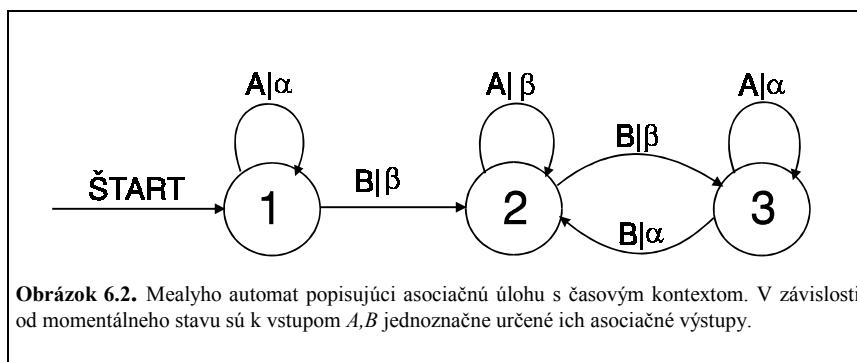 A|α A|β A|α
B|β
ŠTART B|β
1 2 3
B|α
Obrázok 6.2. Mealyho automat popisujúci asociačnú úlohu s časovým kontextom. V závislosti
od momentálneho stavu sú k vstupom A,B jednoznačne určené ich asociačné výstupy.